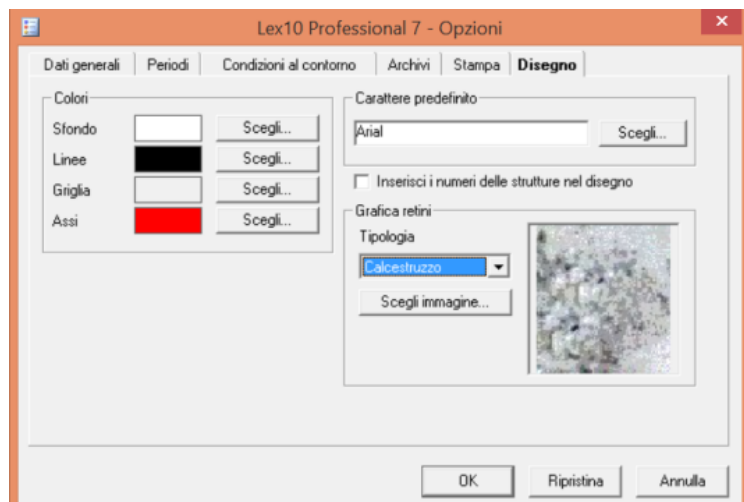 Lex10 Professional 7 - Opzioni
Dati generali Periodi Condizioni al contorno Archivi Stampa Disegno
Colori
Sfondo Scegli...
Linee Scegli...
Griglia Scegli...
Assi Scegli...
Carattere predefinito
Arial Scegli...
Inserisci i numeri delle strutture nel disegno
Grafica retini
Tipologia
Calcestruzzo
Scegli immagine...
OK Ripristina Annulla